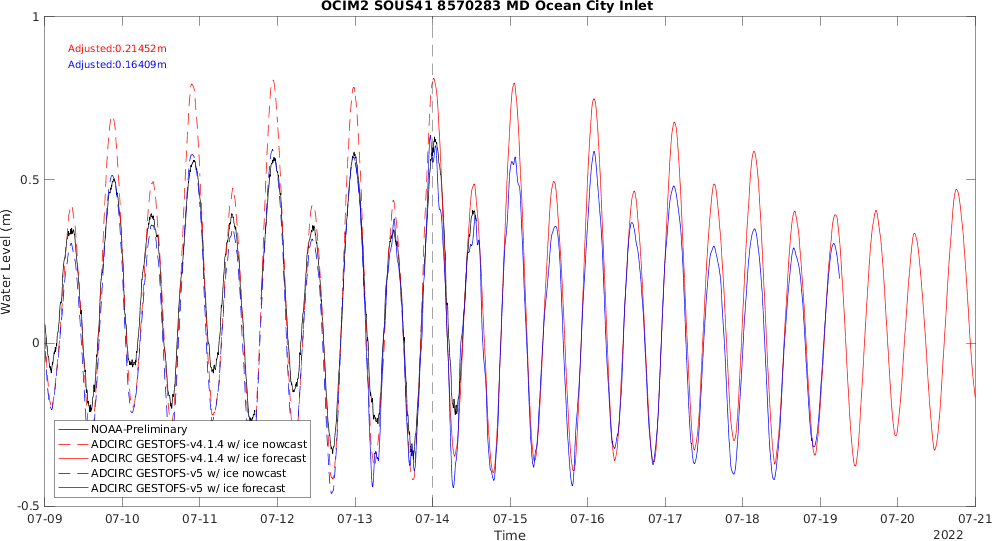 OCIM2 SOUS41 8570283 MD Ocean City Inlet
Adjusted:0.21452m
Adjusted:0.16409m
Water Level (m)
1
0.5
0
-0.5
NOAA-Preliminary
ADCIRC GESTOFS-v4.1.4 w/ ice nowcast
ADCIRC GESTOFS-v4.1.4 w/ ice forecast
ADCIRC GESTOFS-v5 w/ ice nowcast
ADCIRC GESTOFS-v5 w/ ice forecast
07-09 07-10 07-11 07-12 07-13 07-14 07-15 07-16 07-17 07-18 07-19 07-20 07-21
Time
2022